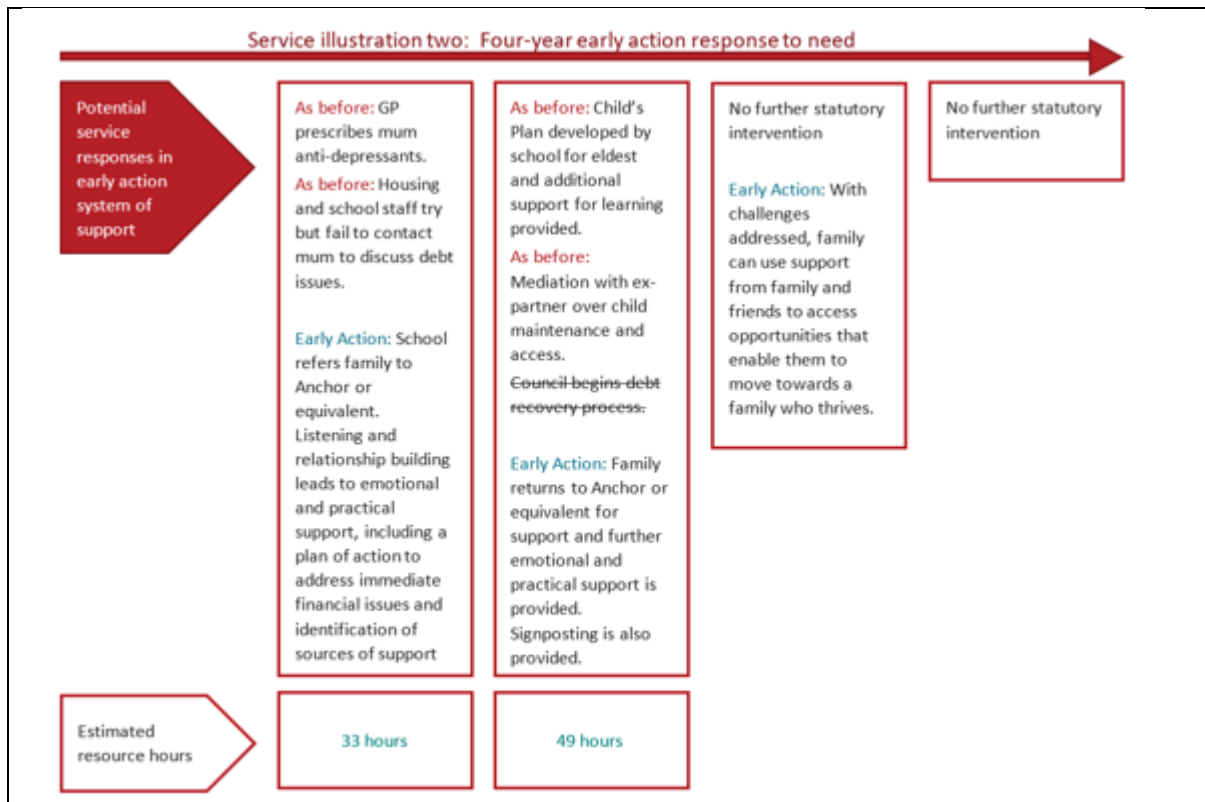 Service illustration two: Four-year early action response to need
Potential
service
responses in
early action
system of
support
As before: GP
prescribes mum
anti-depressants.
As before: Housing
and school staff try
but fail to contact
mum to discuss debt
issues.
Early Action: School
refers family to
Anchor or
equivalent.
Listening and
relationship building
leads to emotional
and practical
support, including a
plan of action to
address immediate
financial issues and
identification of
sources of support
As before: Child's
Plan developed by
school for eldest
and additional
support for learning
provided.
As before:
Mediation with ex-
partner over child
maintenance and
access.
Council begins debt
recovery process.
Early Action: Family
returns to Anchor or
equivalent for
support and further
emotional and
practical support is
provided.
Signposting is also
provided.
No further statutory
intervention
Early Action: With
challenges
addressed, family
can use support
from family and
friends to access
opportunities that
enable them to
move towards a
family who thrives.
No further statutory
intervention
Estimated
resource hours
33 hours
49 hours